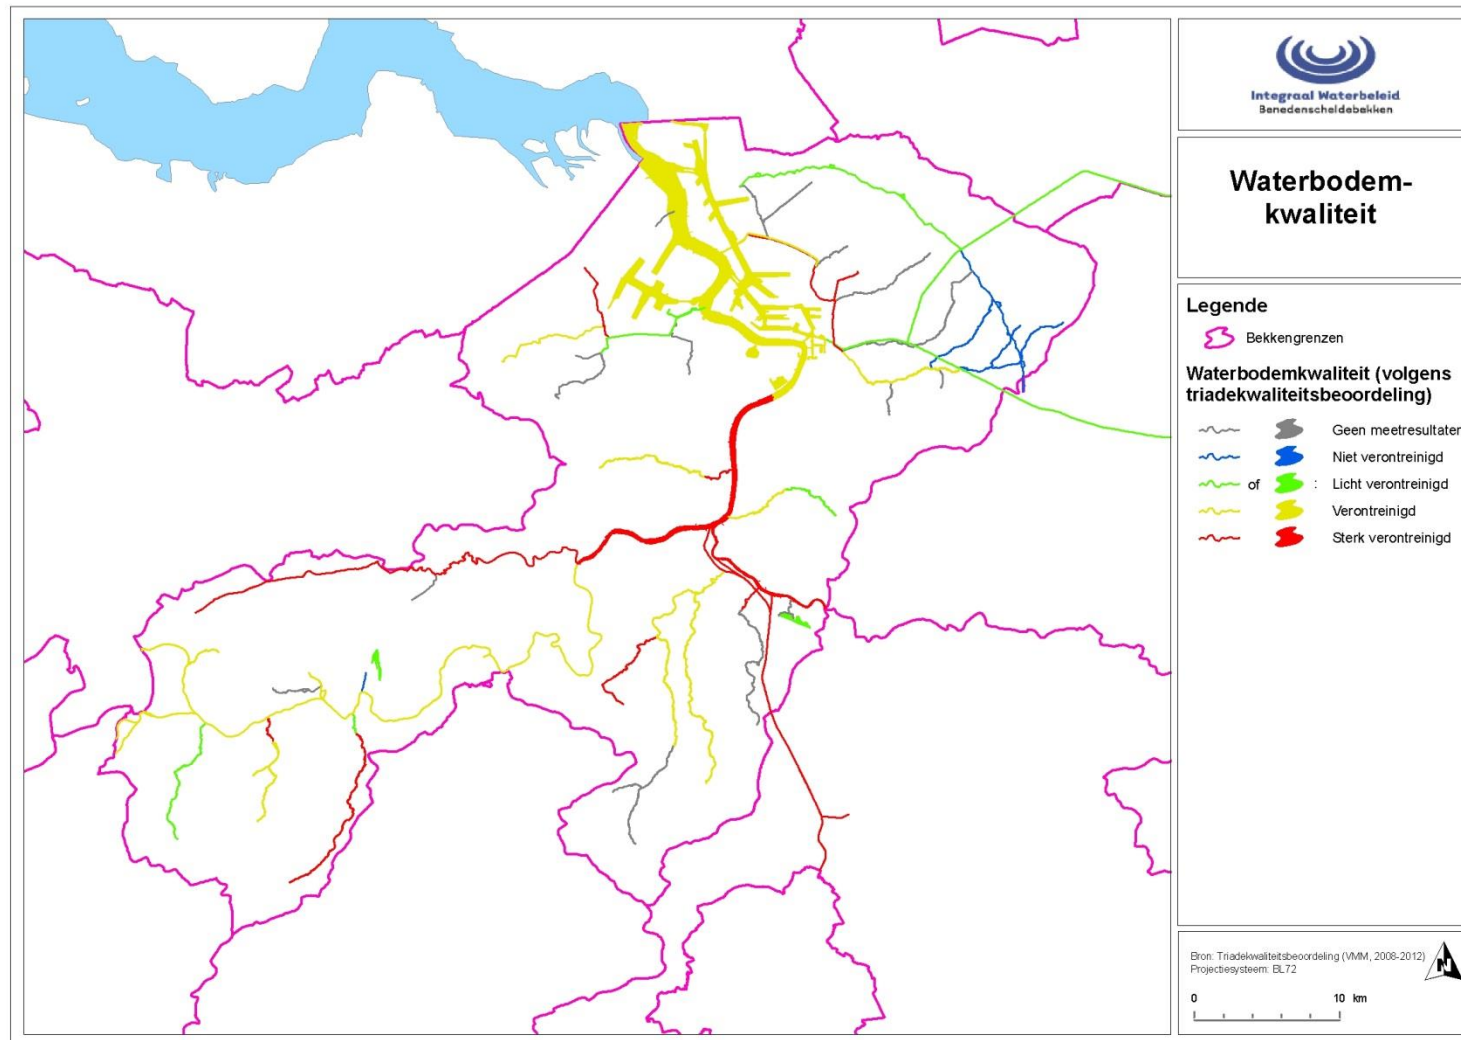 Integraal Waterbeleid
Benedenscheldebekken
Waterbodem-
kwaliteit
Legende
Bekkengrenzen
Waterbodemkwaliteit (volgens
triadekwaliteitsbeoordeling)
Geen meetresultaten
Niet verontreinigd
of : Licht verontreinigd
Verontreinigd
Sterk verontreinigd
Bron: Triadekwaliteitsbeoordeling (VMM, 2008-2012)
Projectiesysteem: BL72
N
0 10 km